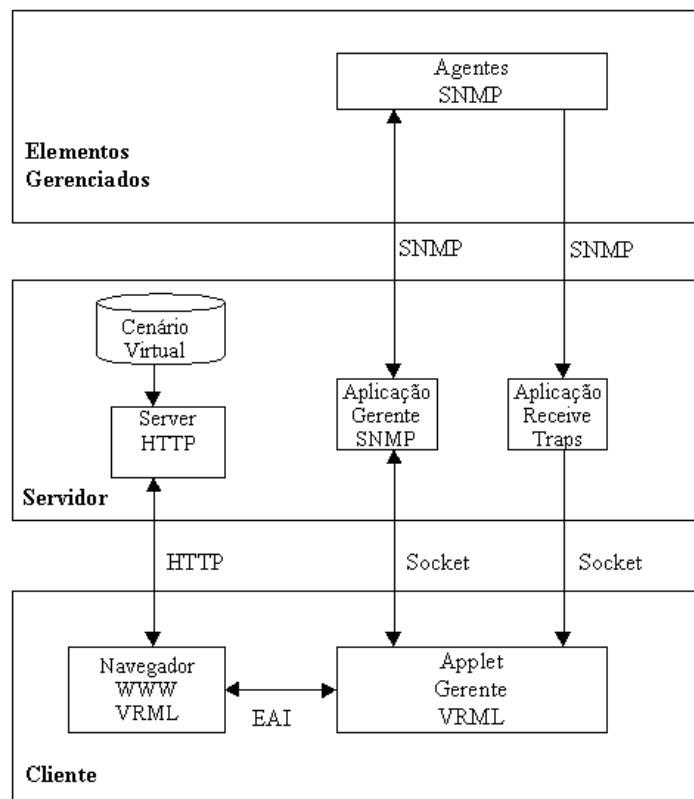 Agentes
SNMP
Elementos
Gerenciados
SNMP
SNMP
Cenário
Virtual
Server
HTTP
Aplicação
Gerente
SNMP
Aplicação
Receive
Traps
Servidor
HTTP
Socket
Socket
Navegador
WWW
VRML
EAI
Applet
Gerente
VRML
Cliente